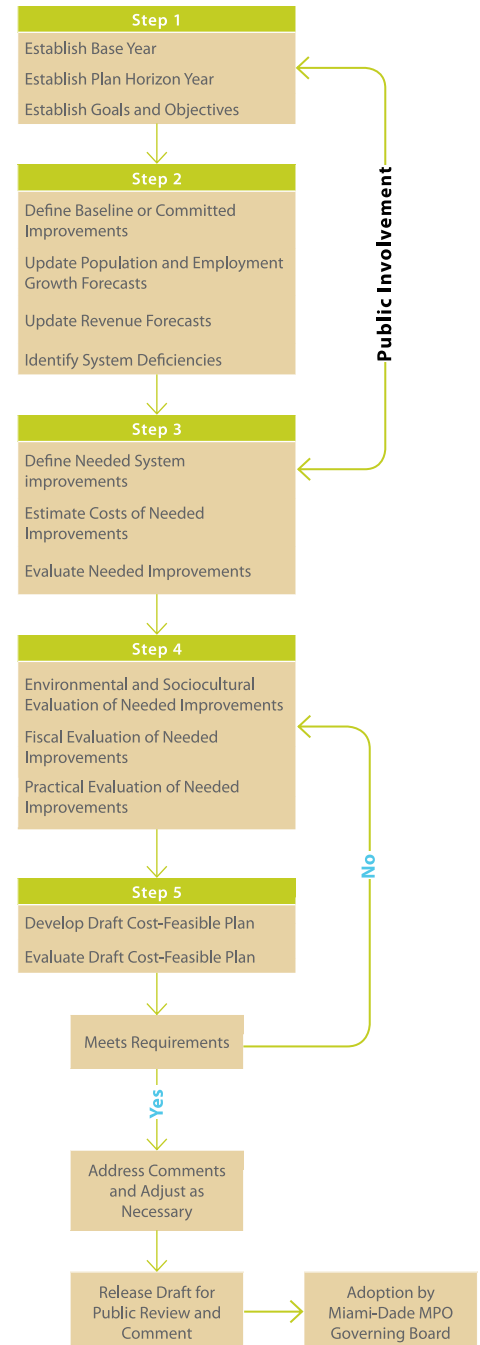 Step 1
Establish Base Year
Establish Plan Horizon Year
Establish Goals and Objectives
Public Involvement
Step 2
Define Baseline or Committed
Improvements
Update Population and Employment
Growth Forecasts
Update Revenue Forecasts
Identify System Deficiencies
Step 3
Define Needed System
improvements
Estimate Costs of Needed
Improvements
Evaluate Needed Improvements
Step 4
Environmental and Sociocultural
Evaluation of Needed Improvements
Fiscal Evaluation of Needed
Improvements
Practical Evaluation of Needed
Improvements
No
Step 5
Develop Draft Cost-Feasible Plan
Evaluate Draft Cost-Feasible Plan
Meets Requirements
Yes
Address Comments
and Adjust as
Necessary
Release Draft for
Public Review and
Comment
Adoption by
Miami-Dade MPO
Governing Board